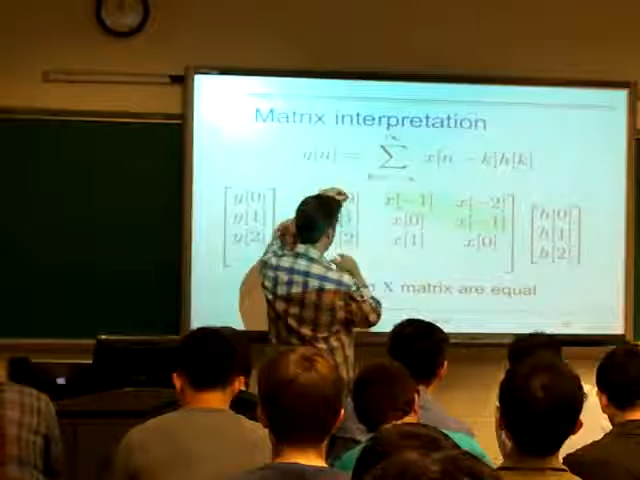 Matrix interpretation
y[n] = ∑ x[n - k]h[k]
y[0] x[-1] x[-2] h[0]
y[1] x[0] x[-1] h[1]
y[2] x[1] x[0] h[2]
X matrix are equal